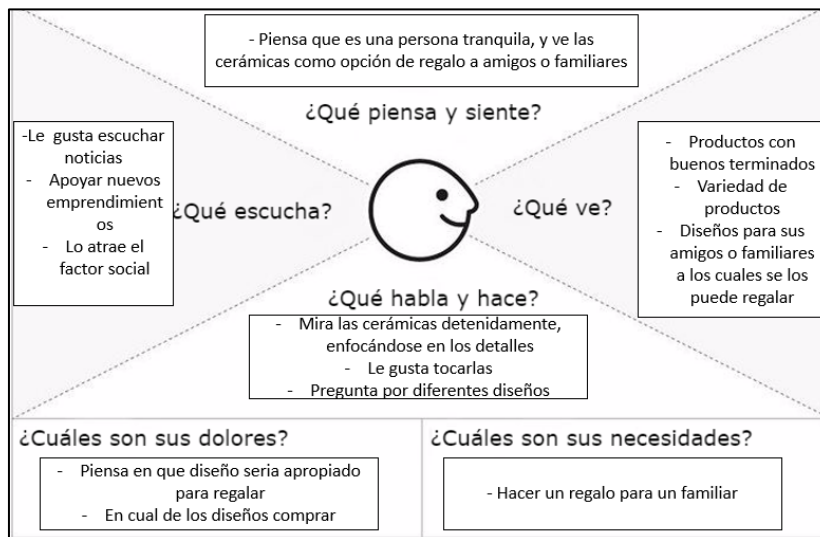 - Piensa que es una persona tranquila, y ve las
cerámicas como opción de regalo a amigos o familiares
¿Qué piensa y siente?
-Le gusta escuchar
noticias
- Apoyar nuevos
emprendimient
os
- Lo atrae el
factor social
¿Qué escucha?
¿Qué ve?
- Productos con
buenos terminados
- Variedad de
productos
- Diseños para sus
amigos o familiares
a los cuales se los
puede regalar
¿Qué habla y hace?
- Mira las cerámicas detenidamente,
enfocándose en los detalles
- Le gusta tocarlas
- Pregunta por diferentes diseños
¿Cuáles son sus dolores?
- Piensa en que diseño seria apropiado
para regalar
- En cual de los diseños comprar
¿Cuáles son sus necesidades?
- Hacer un regalo para un familiar